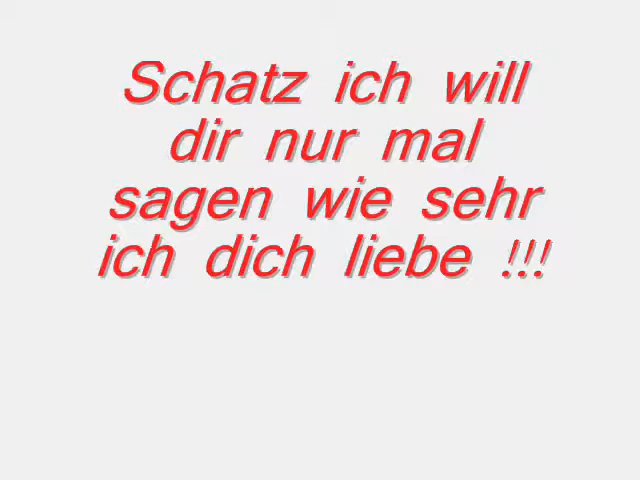 Schatz ich will
dir nur mal
sagen wie sehr
ich dich liebe !!!